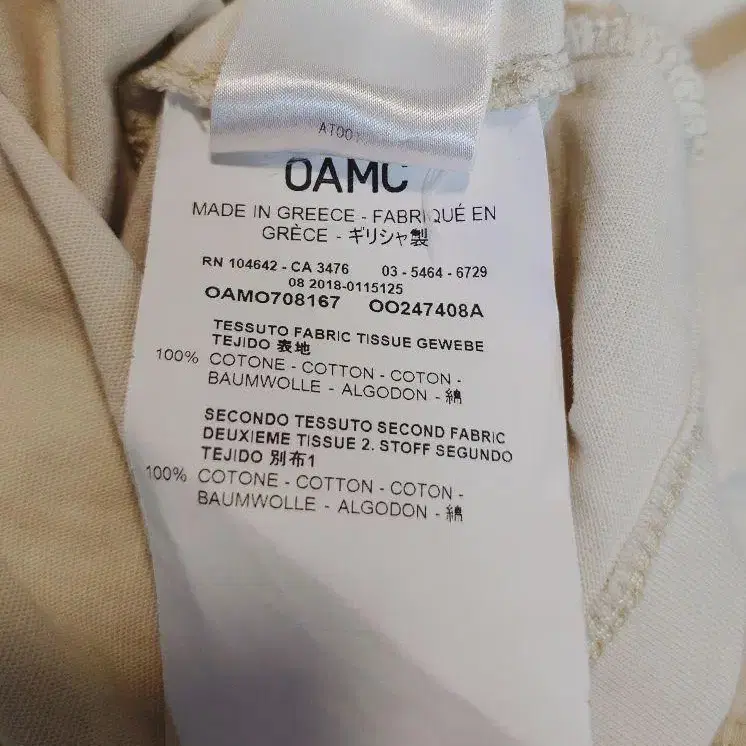 AT001
OAMC
MADE IN GREECE - FABRIQUÉ EN
GRÈCE - ギリシャ製
RN 104642 - CA 3476 03 - 5464 - 6729
08 2018-0115125
OAMO708167 OO247408A
TESSUTO FABRIC TISSUE GEWEBE
TEJIDO 表地
100% COTONE - COTTON - COTON -
BAUMWOLLE - ALGODON - 綿
SECONDO TESSUTO SECOND FABRIC
DEUXIEME TISSUE 2. STOFF SEGUNDO
TEJIDO 別布1
100% COTONE - COTTON - COTON -
BAUMWOLLE - ALGODON - 綿